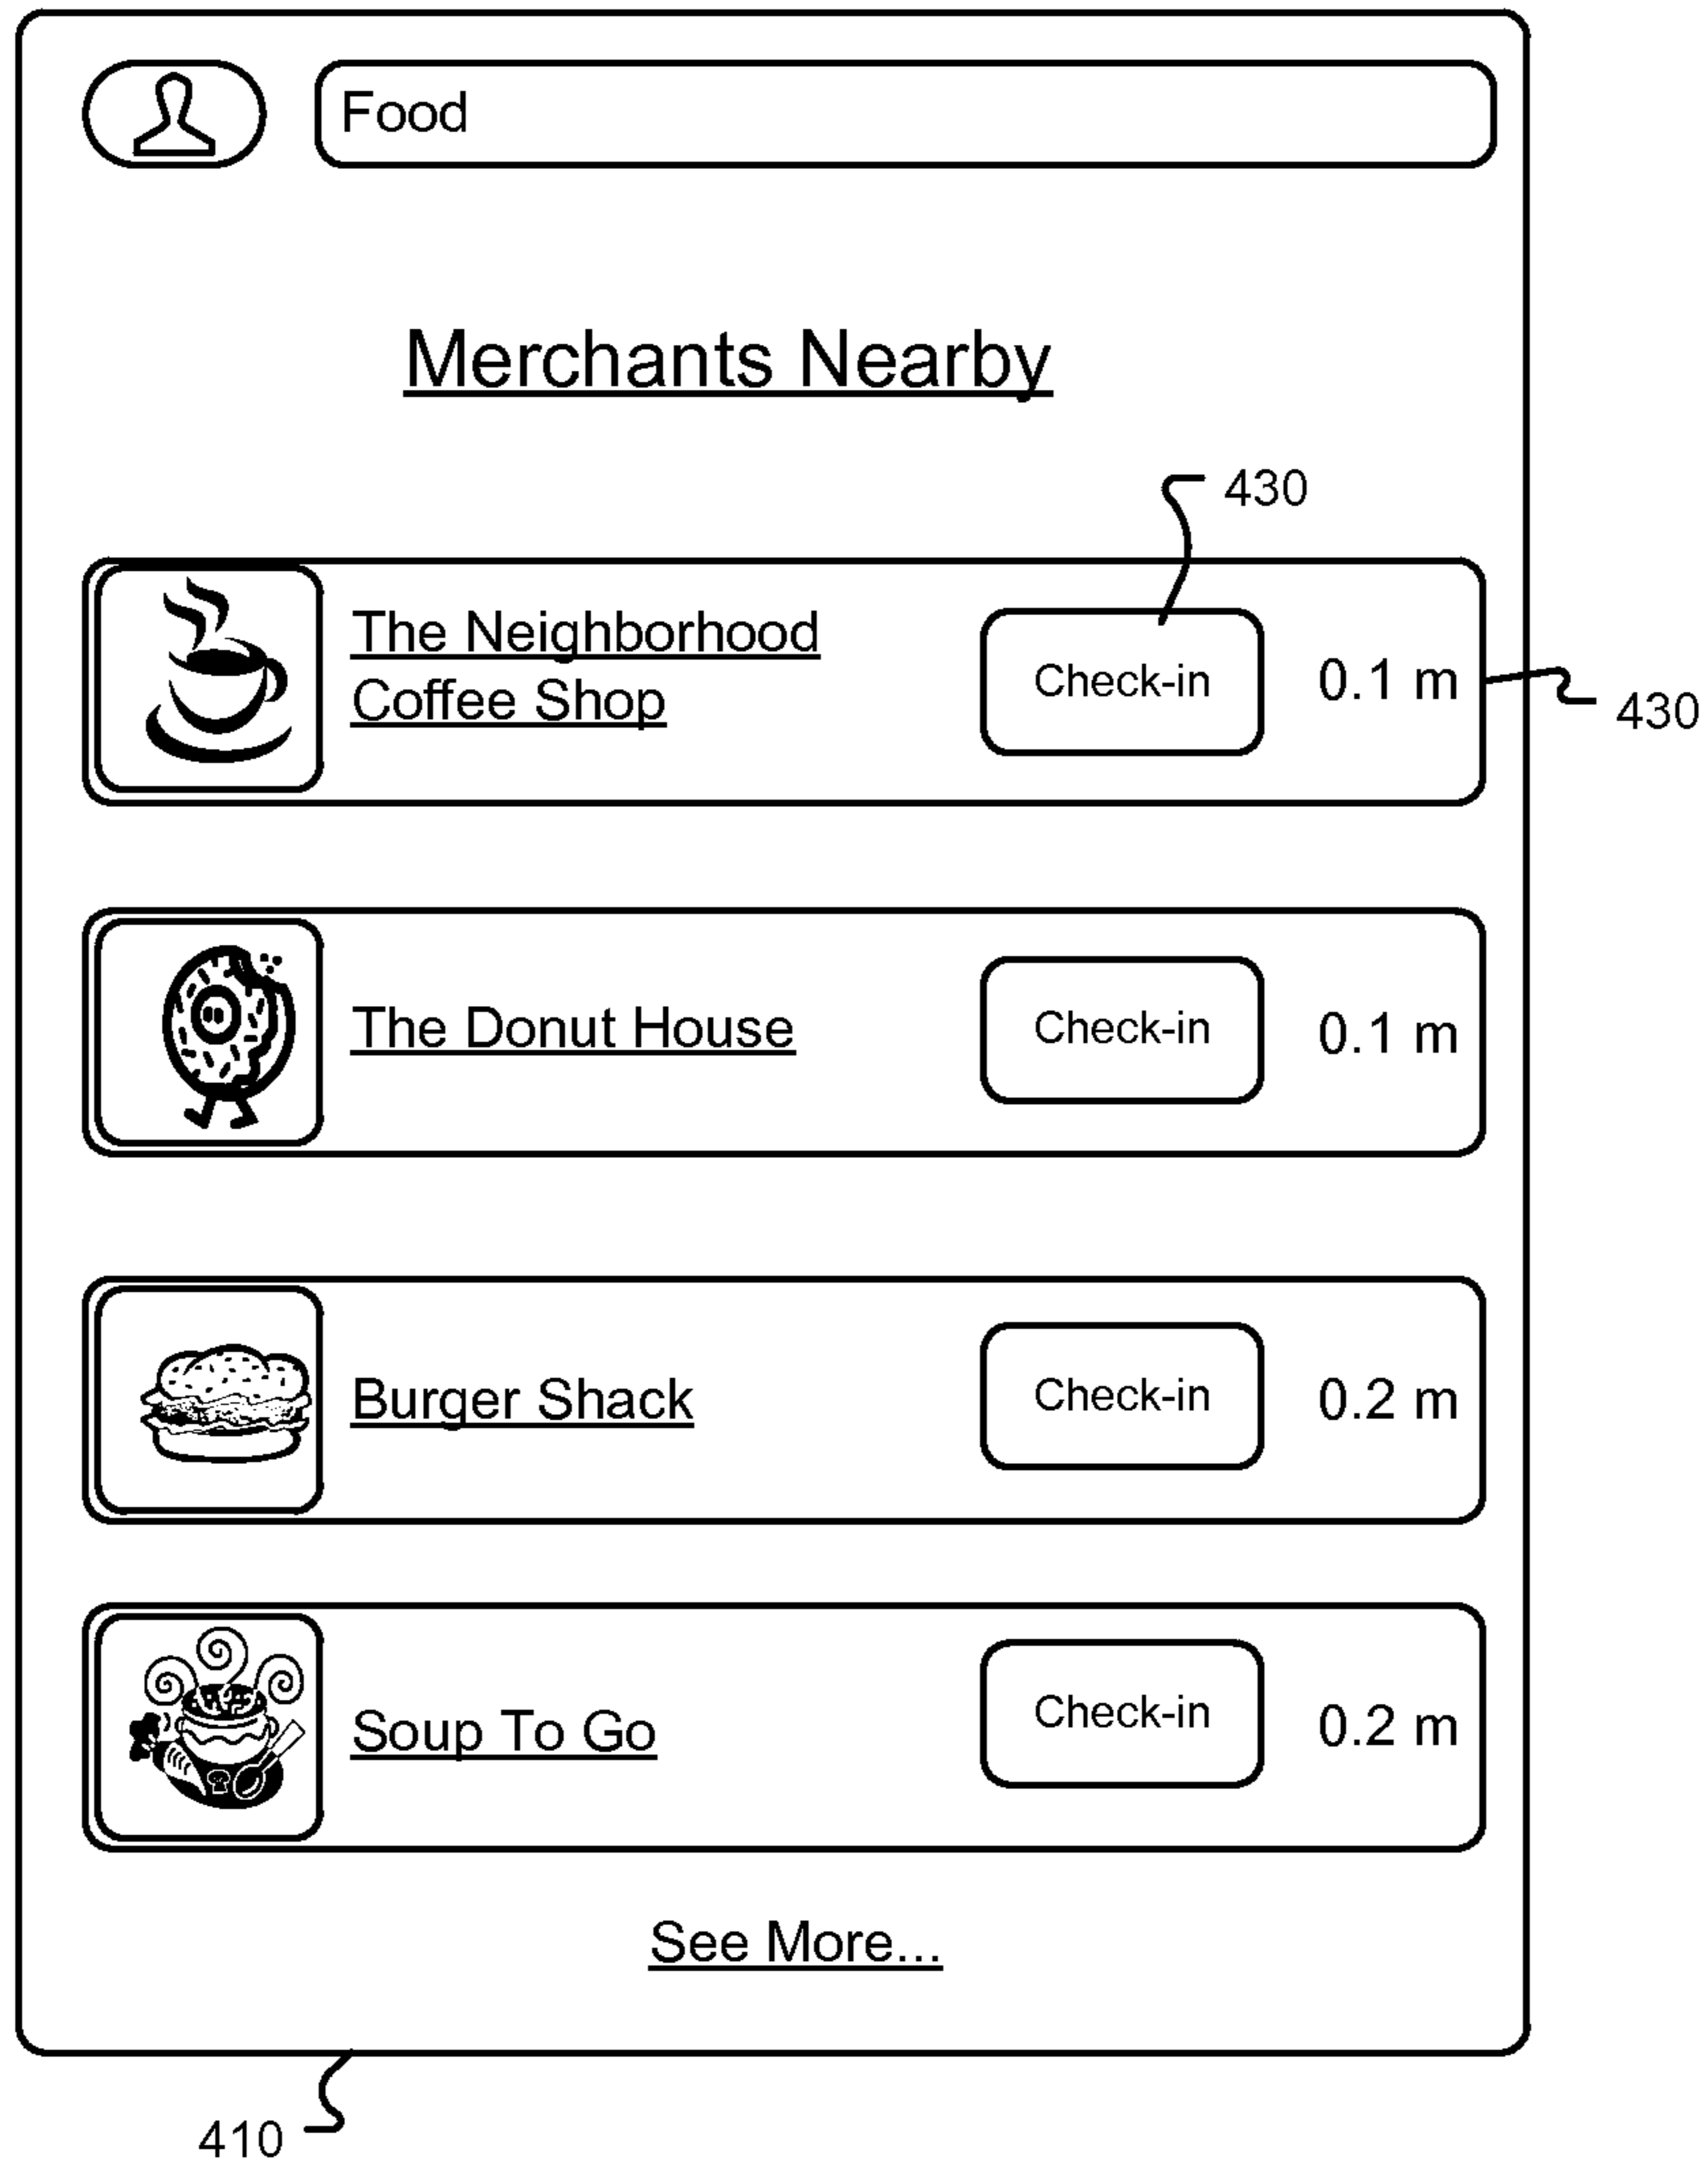 Food
Merchants Nearby
430
The Neighborhood
Coffee Shop
Check-in
0.1 m
430
The Donut House
Check-in
0.1 m
Burger Shack
Check-in
0.2 m
Soup To Go
Check-in
0.2 m
See More...
410